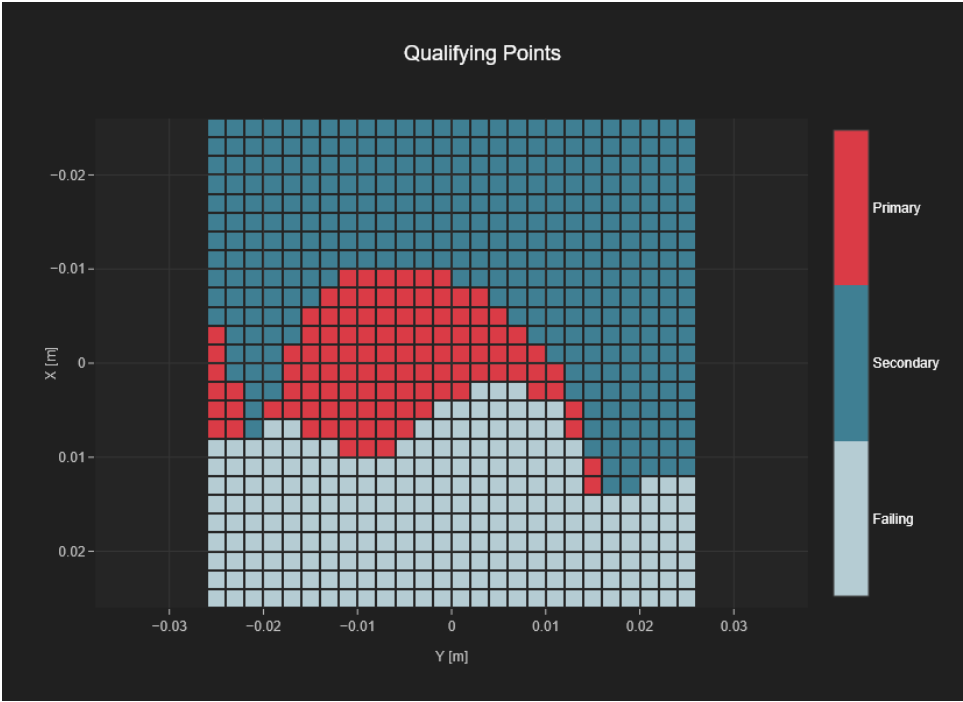 Qualifying Points
−0.02
−0.01
0
0.01
0.02
X [m]
−0.03
−0.02
−0.01
0
0.01
0.02
0.03
Y [m]
Primary
Secondary
Failing